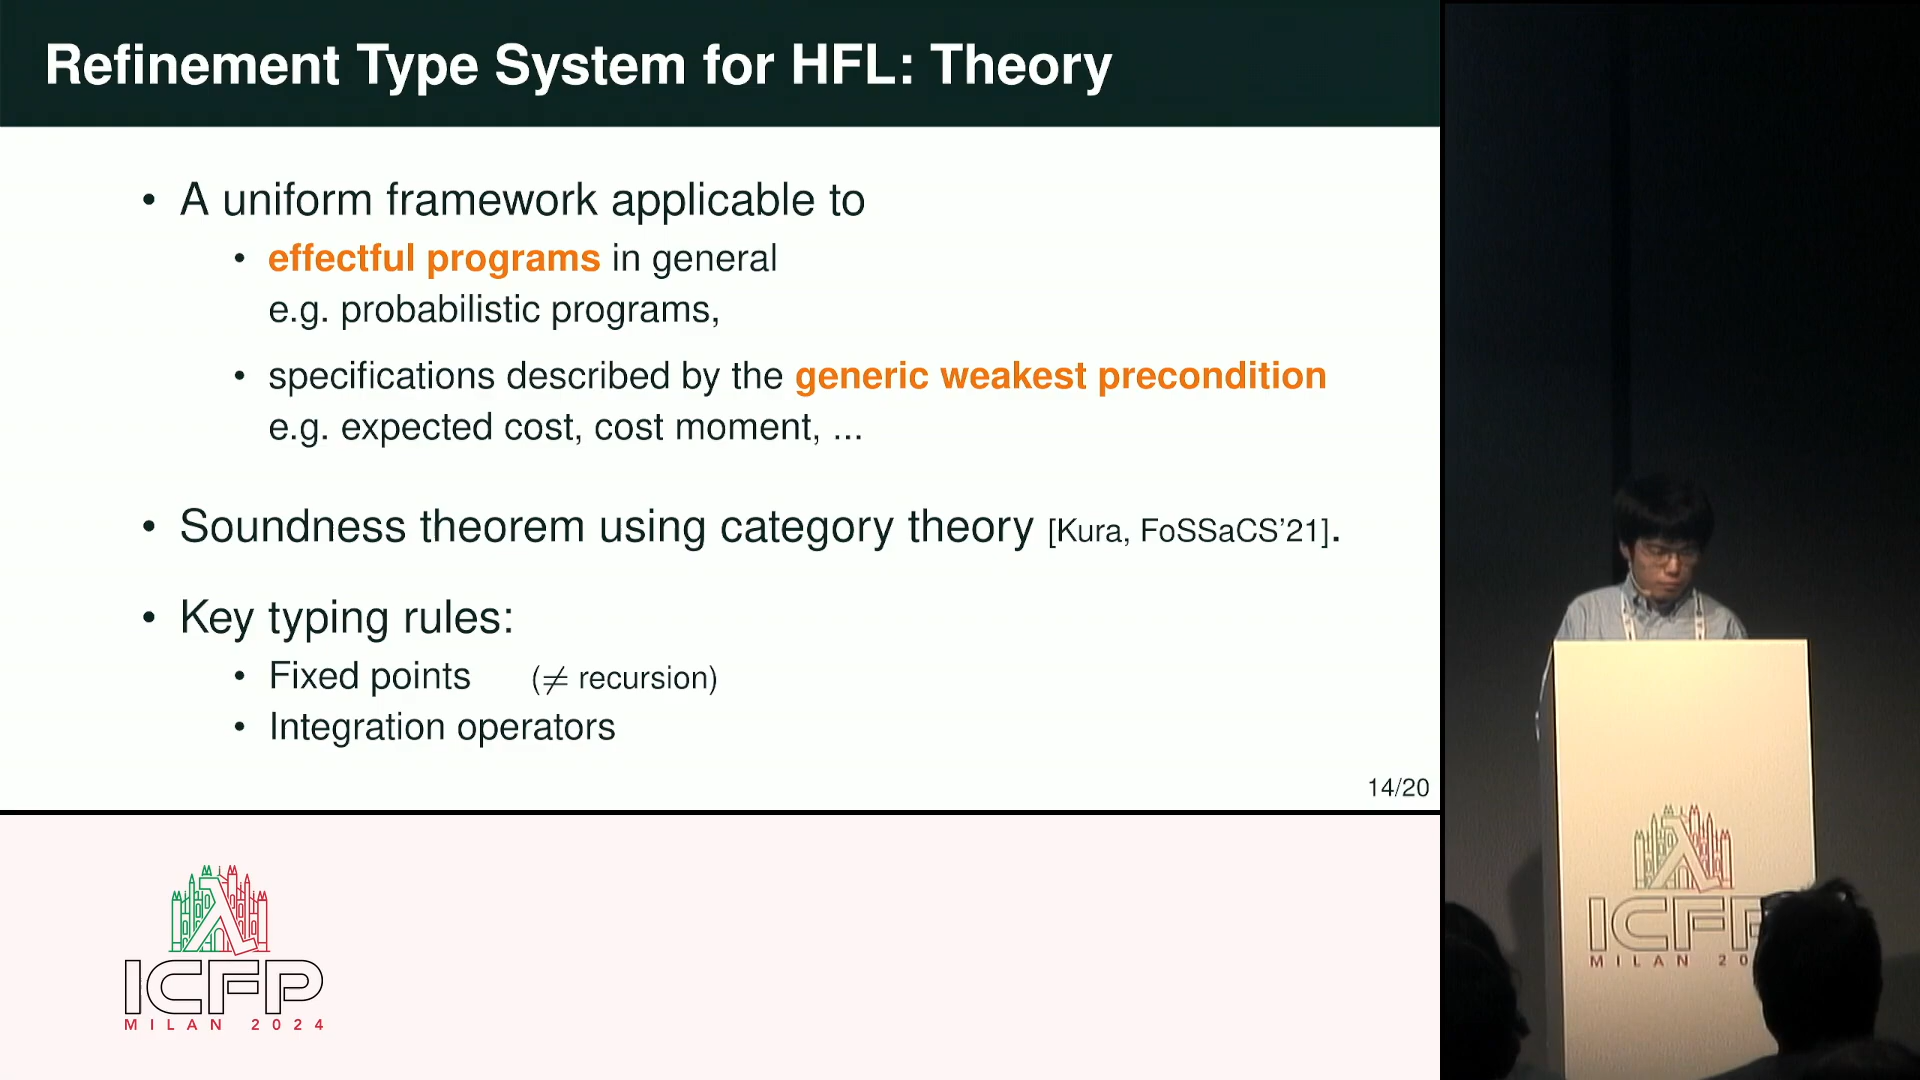 Refinement Type System for HFL: Theory
• A uniform framework applicable to
• effectful programs in general
e.g. probabilistic programs,
• specifications described by the generic weakest precondition
e.g. expected cost, cost moment, ...
• Soundness theorem using category theory [Kura, FoSSaCS'21].
• Key typing rules:
• Fixed points (≠ recursion)
• Integration operators
14/20
ICFP
MILAN 2024
ICFP
MILAN 20